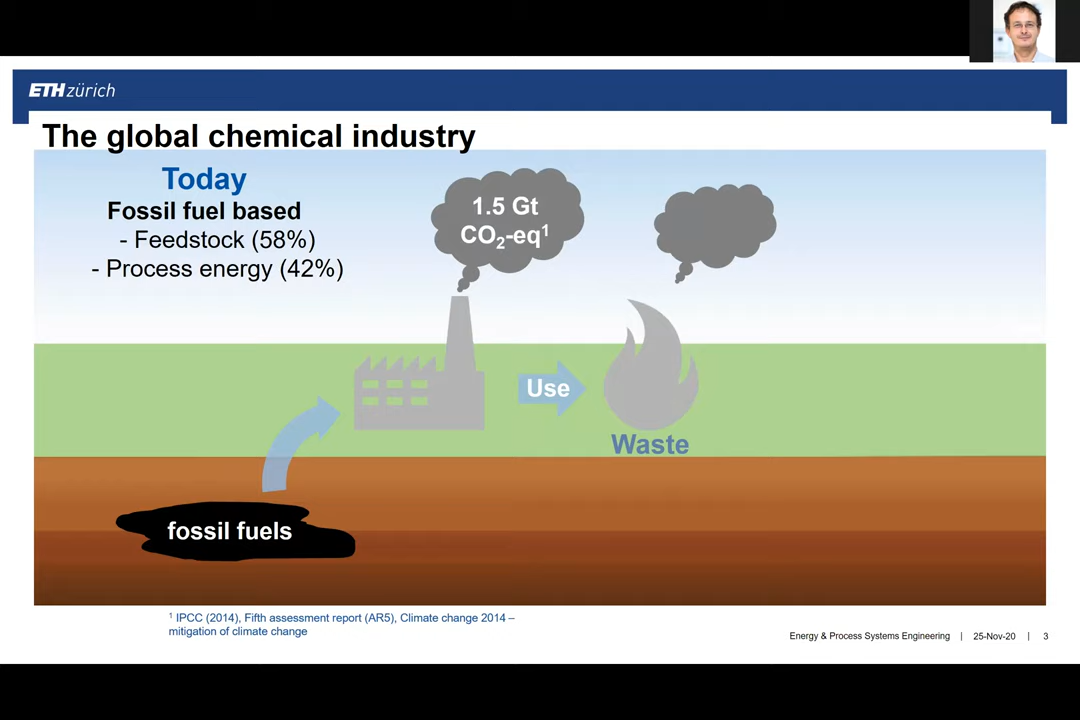 ETH zürich
The global chemical industry
Today
Fossil fuel based
- Feedstock (58%)
- Process energy (42%)
1.5 Gt
CO₂-eq¹
Use
Waste
fossil fuels
¹ IPCC (2014), Fifth assessment report (AR5), Climate change 2014 –
mitigation of climate change
Energy & Process Systems Engineering | 25-Nov-20 | 3